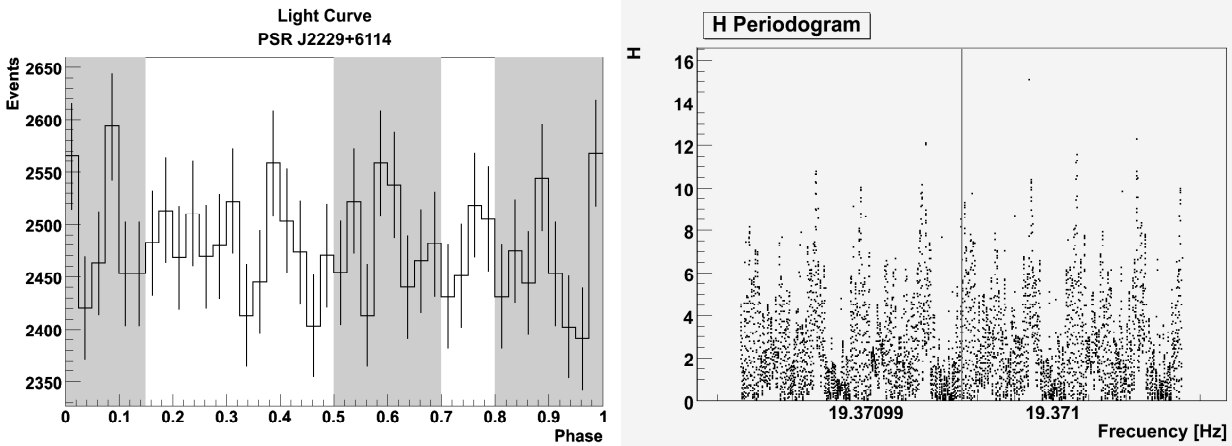 Light Curve
PSR J2229+6114
Events
2650
2600
2550
2500
2450
2400
2350
0 0.1 0.2 0.3 0.4 0.5 0.6 0.7 0.8 0.9 1
Phase
H Periodogram
H
16
14
12
10
8
6
4
2
0
19.37099 19.371
Frecuency [Hz]